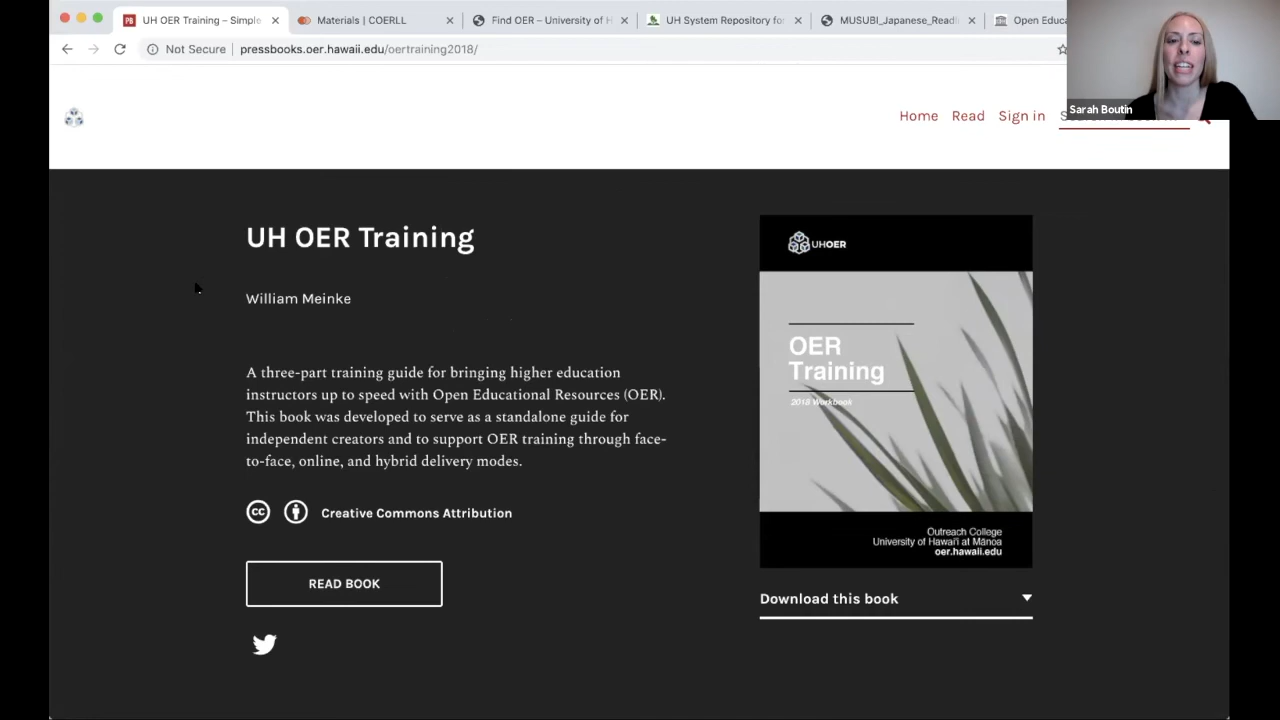 UH OER Training – Simple
Materials | COERLL
Find OER – University of H
UH System Repository fo
MUSUBI_Japanese_Readi
Open Educa
Not Secure
pressbooks.oer.hawaii.edu/oertraining2018/
Sarah Boutin
Home
Read
Sign in
UH OER Training
William Meinke
A three-part training guide for bringing higher education
instructors up to speed with Open Educational Resources (OER).
This book was developed to serve as a standalone guide for
independent creators and to support OER training through face-
to-face, online, and hybrid delivery modes.
Creative Commons Attribution
READ BOOK
UHOER
OER
Training
2018 Workbook
Outreach College
University of Hawai'i at Mānoa
oer.hawaii.edu
Download this book